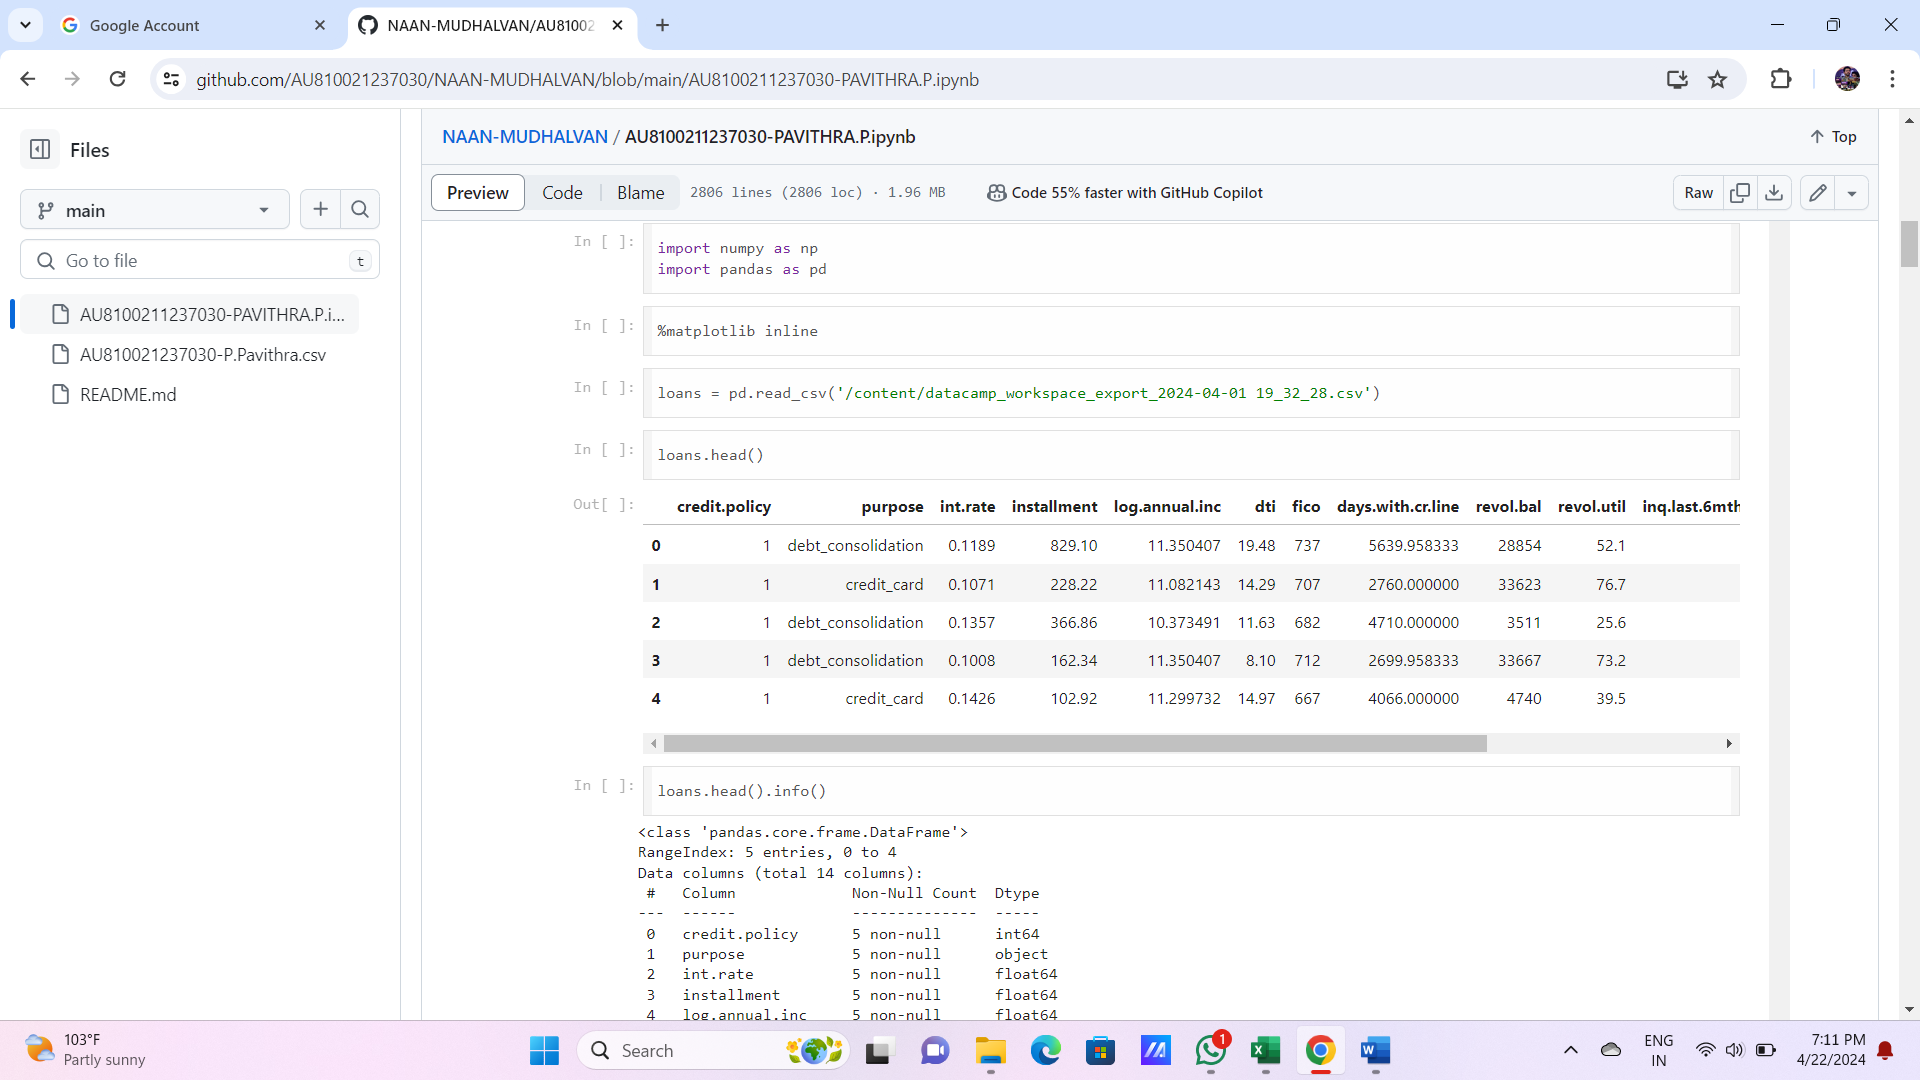 Google Account
NAAN-MUDHALVAN/AU81002
github.com/AU810021237030/NAAN-MUDHALVAN/blob/main/AU8100211237030-PAVITHRA.P.ipynb
Files
NAAN-MUDHALVAN / AU8100211237030-PAVITHRA.P.ipynb
Top
main
Preview Code Blame 2806 lines (2806 loc) · 1.96 MB Code 55% faster with GitHub Copilot Raw
Go to file t
AU8100211237030-PAVITHRA.P.i...
AU810021237030-P.Pavithra.csv
README.md
In [ ]: import numpy as np
import pandas as pd
In [ ]: %matplotlib inline
In [ ]: loans = pd.read_csv('/content/datacamp_workspace_export_2024-04-01 19_32_28.csv')
In [ ]: loans.head()
Out[ ]: credit.policy purpose int.rate installment log.annual.inc dti fico days.with.cr.line revol.bal revol.util inq.last.6mth
0 1 debt_consolidation 0.1189 829.10 11.350407 19.48 737 5639.958333 28854 52.1
1 1 credit_card 0.1071 228.22 11.082143 14.29 707 2760.000000 33623 76.7
2 1 debt_consolidation 0.1357 366.86 10.373491 11.63 682 4710.000000 3511 25.6
3 1 debt_consolidation 0.1008 162.34 11.350407 8.10 712 2699.958333 33667 73.2
4 1 credit_card 0.1426 102.92 11.299732 14.97 667 4066.000000 4740 39.5
In [ ]: loans.head().info()
<class 'pandas.core.frame.DataFrame'>
RangeIndex: 5 entries, 0 to 4
Data columns (total 14 columns):
# Column Non-Null Count Dtype
--- ------ -------------- -----
0 credit.policy 5 non-null int64
1 purpose 5 non-null object
2 int.rate 5 non-null float64
3 installment 5 non-null float64
4 log.annual.inc 5 non-null float64
103°F
Partly sunny
Search
1
W
ENG
IN
7:11 PM
4/22/2024